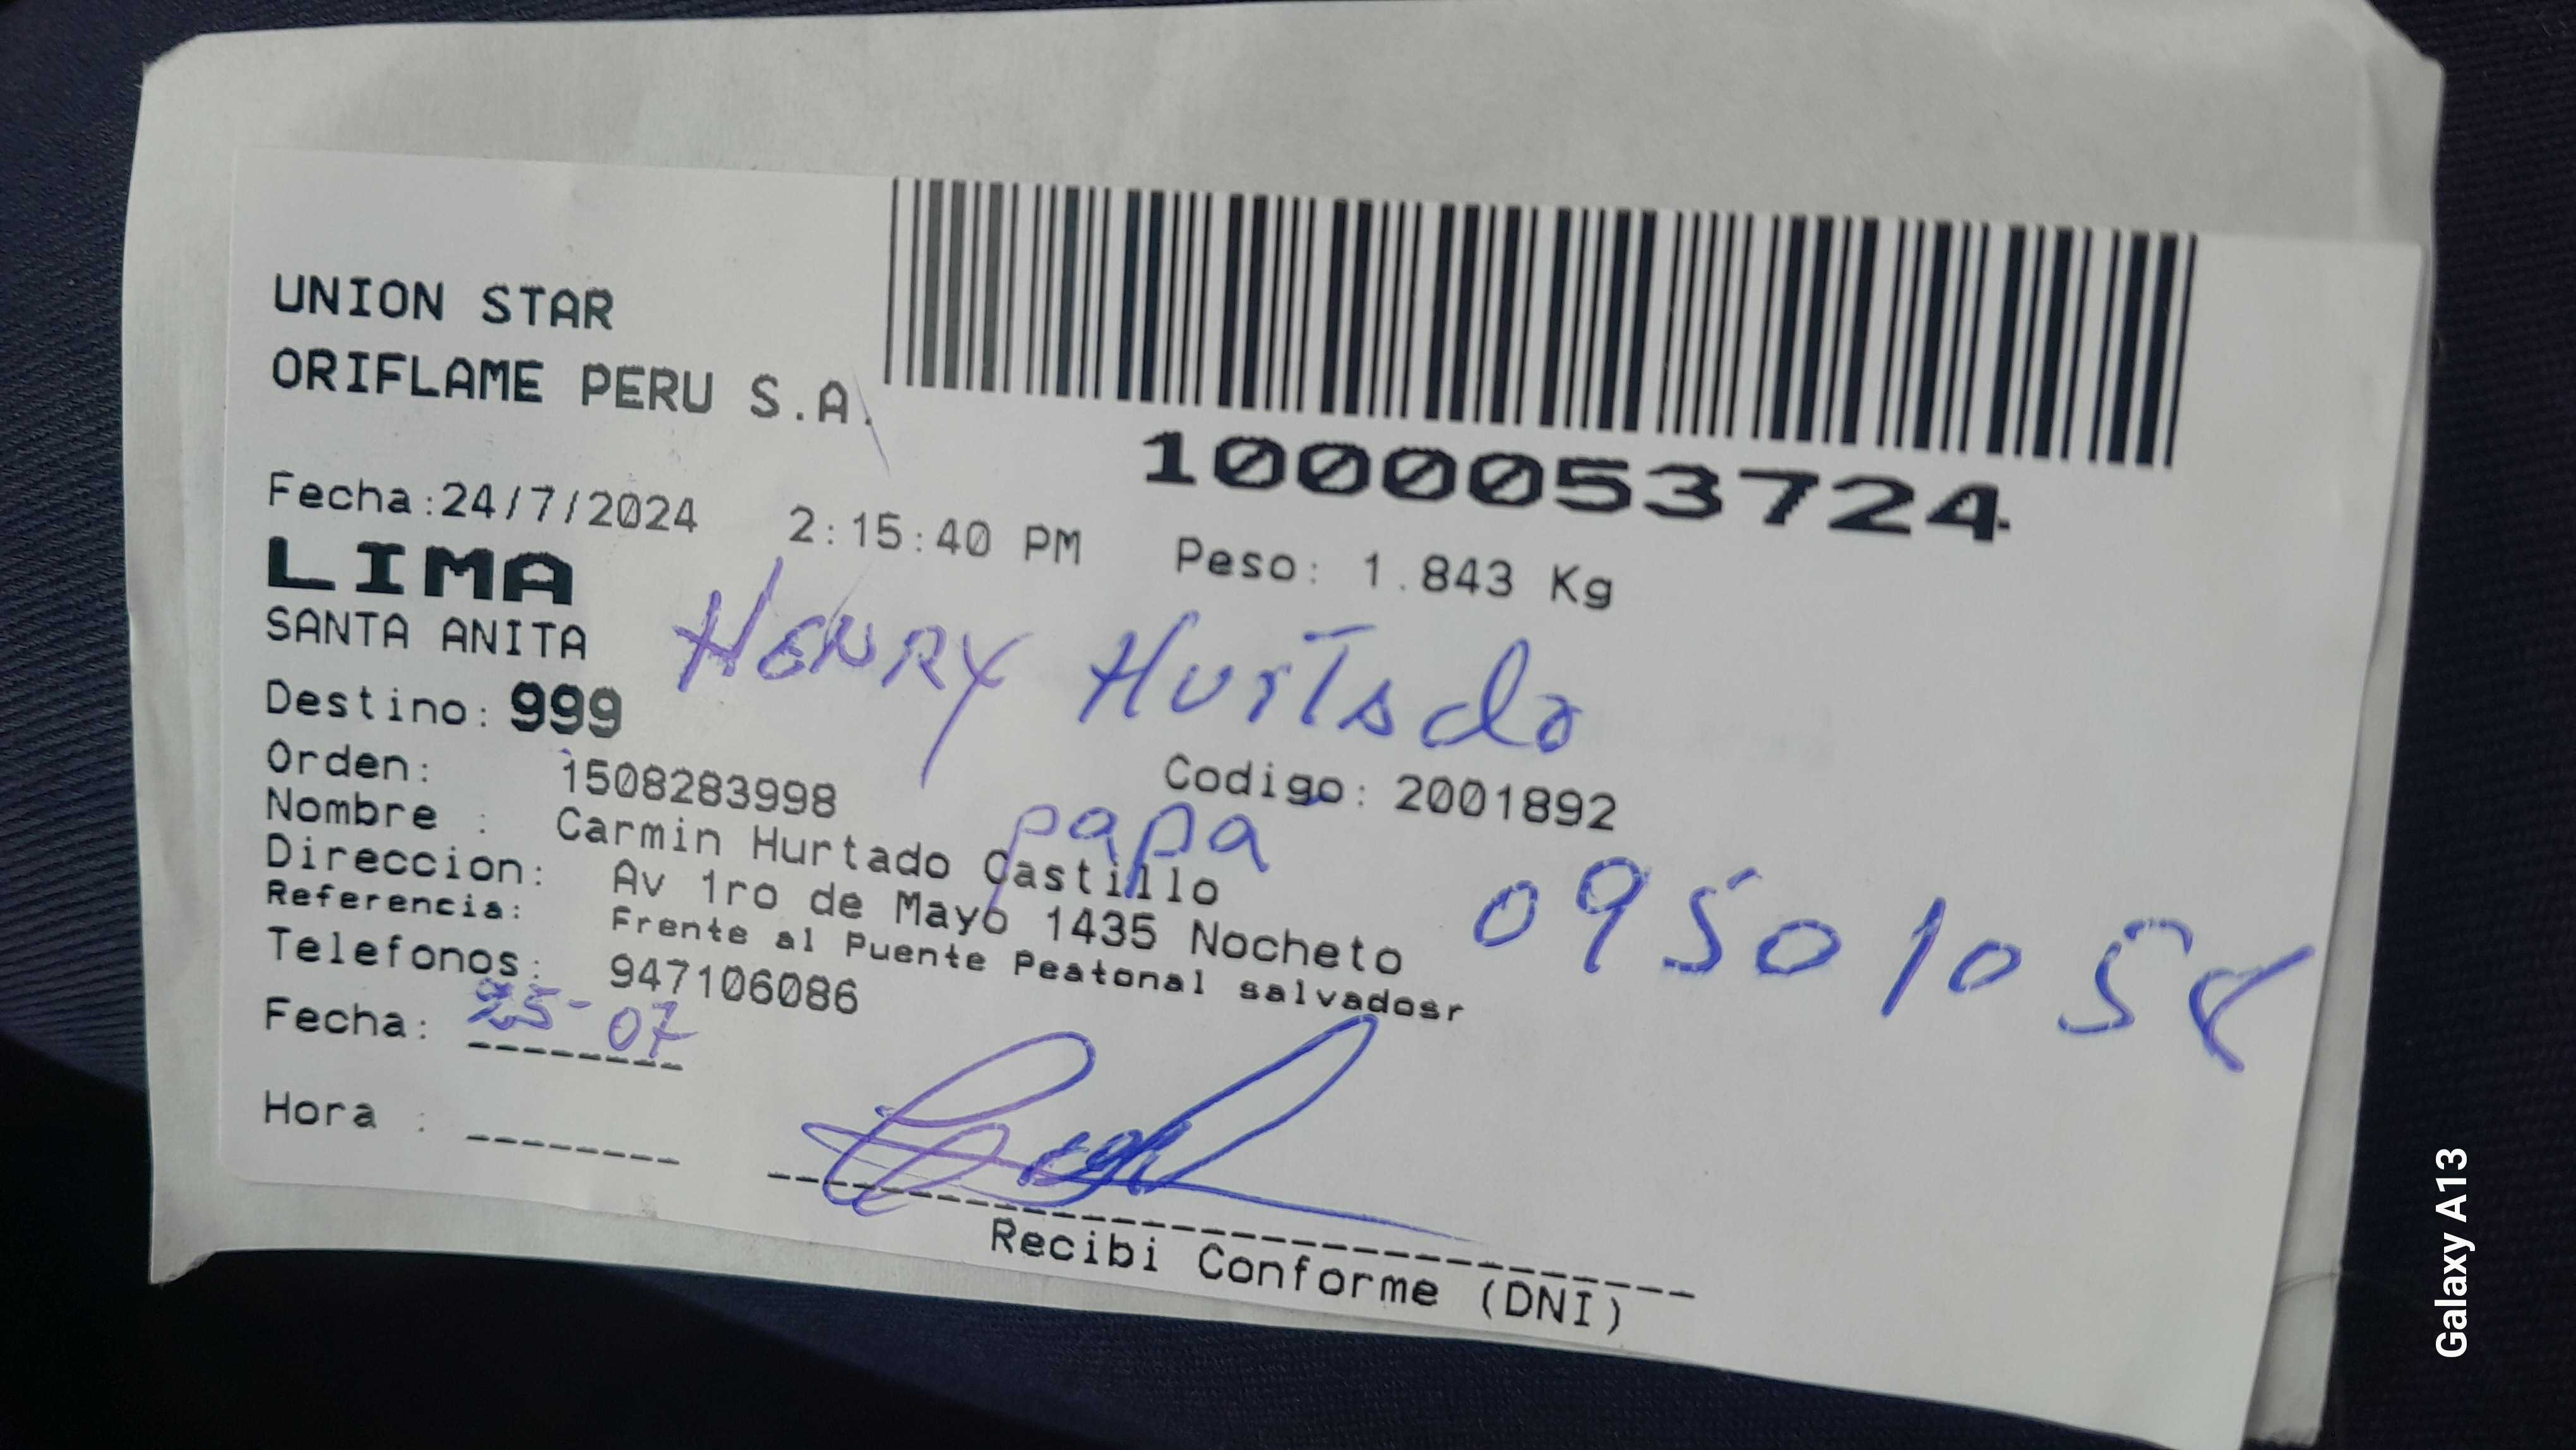 UNION STAR
ORIFLAME PERU S.A.
1000053724
Fecha:24/7/2024 2:15:40 PM Peso: 1.843 Kg
LIMA
SANTA ANITA
HENRY Hurtado
Destino: 999
Orden: 1508283998 Codigo: 2001892
papa
Nombre : Carmin Hurtado Castillo
Direccion: Av 1ro de Mayo 1435 Nocheto
Referencia: Frente al Puente Peatonal salvadosr
Telefonos: 947106086
Fecha: 25-07
Hora :
Recibi Conforme (DNI)
Galaxy A13